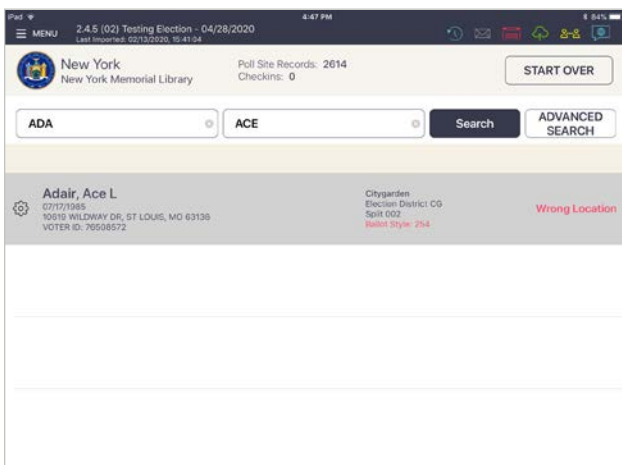 iPad
4:47 PM
84%
MENU
2.4.5 (02) Testing Election - 04/28/2020
Last Imported: 02/13/2020, 15:41:04
New York
New York Memorial Library
Poll Site Records: 2614
Checkins: 0
START OVER
ADA
ACE
Search
ADVANCED
SEARCH
Adair, Ace L
07/17/1985
10619 WILDWAY DR, ST LOUIS, MO 63136
VOTER ID: 76508572
Citygarden
Election District CG
Split 002
Ballot Style: 254
Wrong Location